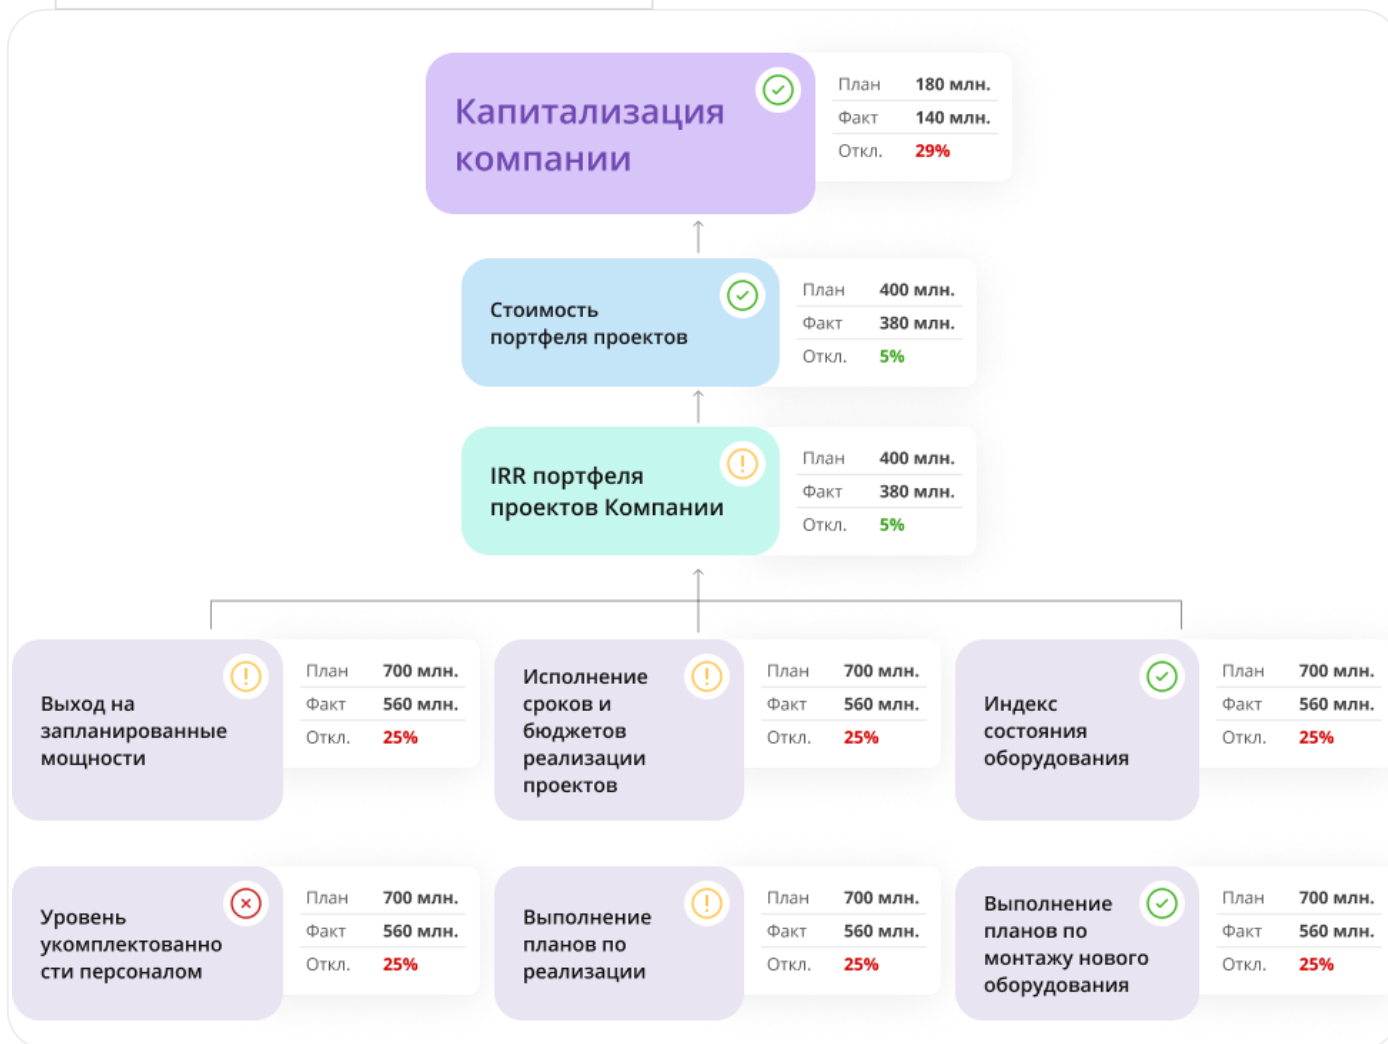 Капитализация
компании
План 180 млн.
Факт 140 млн.
Откл. 29%
Стоимость
портфеля проектов
План 400 млн.
Факт 380 млн.
Откл. 5%
IRR портфеля
проектов Компании
План 400 млн.
Факт 380 млн.
Откл. 5%
Выход на
запланированные
мощности
План 700 млн.
Факт 560 млн.
Откл. 25%
Исполнение
сроков и
бюджетов
реализации
проектов
План 700 млн.
Факт 560 млн.
Откл. 25%
Индекс
состояния
оборудования
План 700 млн.
Факт 560 млн.
Откл. 25%
Уровень
укомплектованно
сти персоналом
План 700 млн.
Факт 560 млн.
Откл. 25%
Выполнение
планов по
реализации
План 700 млн.
Факт 560 млн.
Откл. 25%
Выполнение
планов по
монтажу нового
оборудования
План 700 млн.
Факт 560 млн.
Откл. 25%